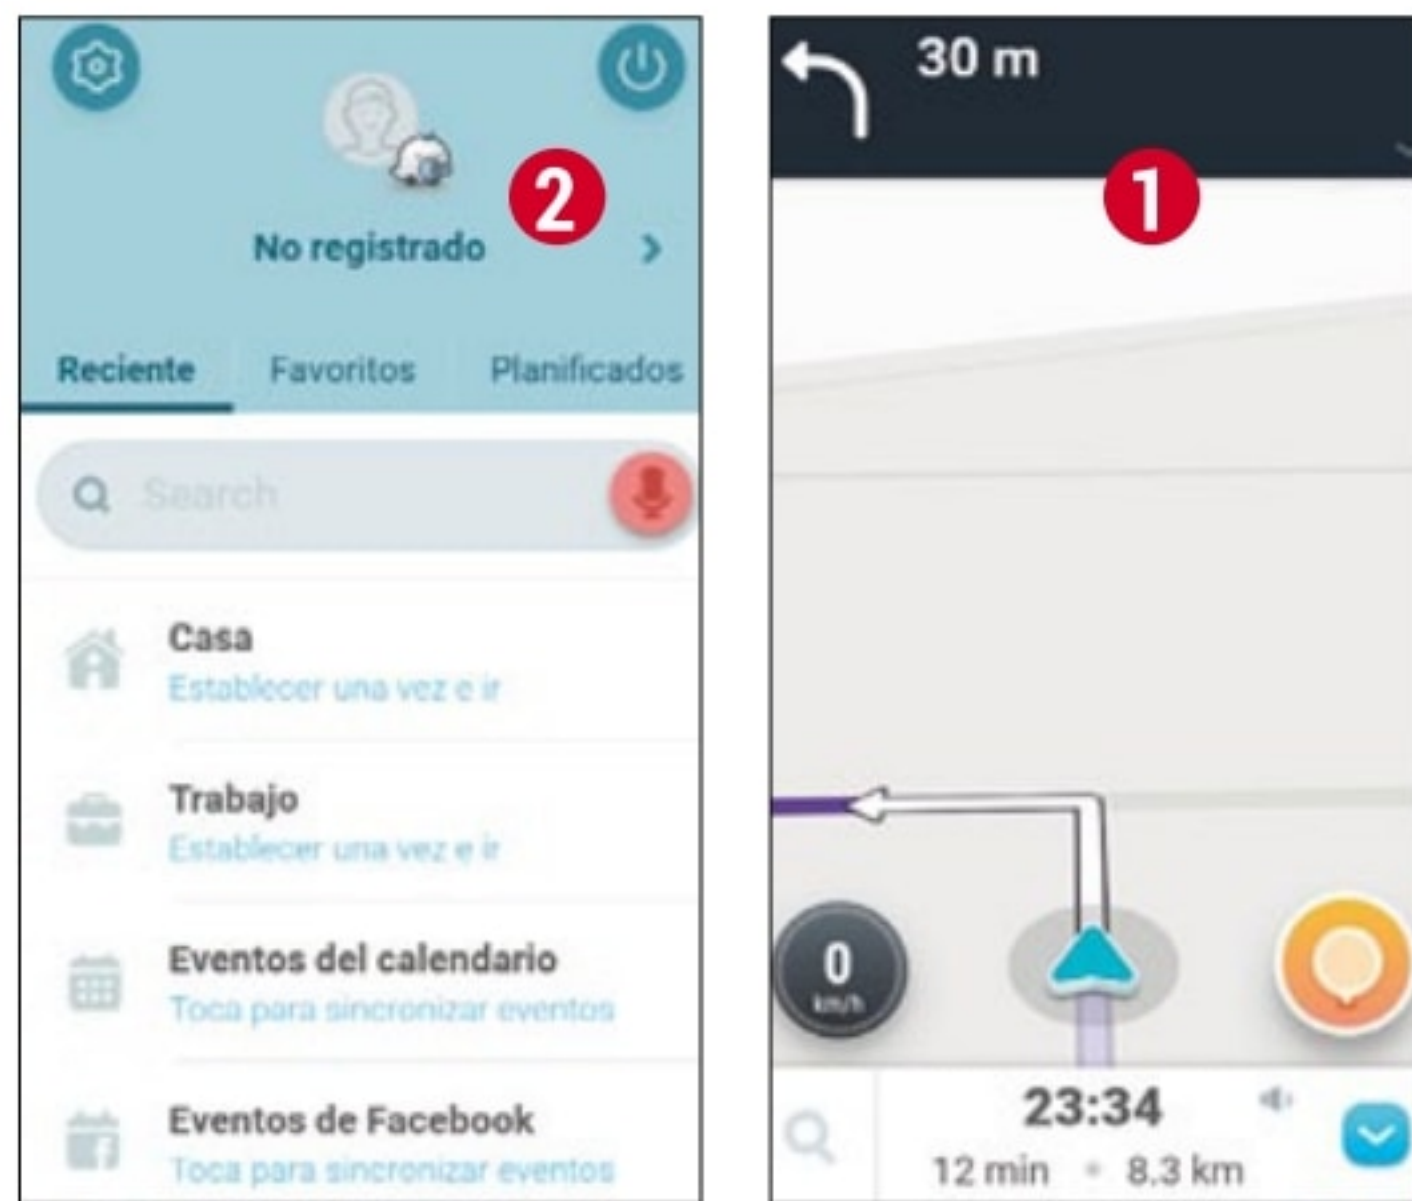 2
No registrado
Reciente Favoritos Planificados
Search
Casa
Establecer una vez e ir
Trabajo
Establecer una vez e ir
Eventos del calendario
Toca para sincronizar eventos
Eventos de Facebook
Toca para sincronizar eventos
30 m
1
0
km/h
23:34
12 min • 8.3 km